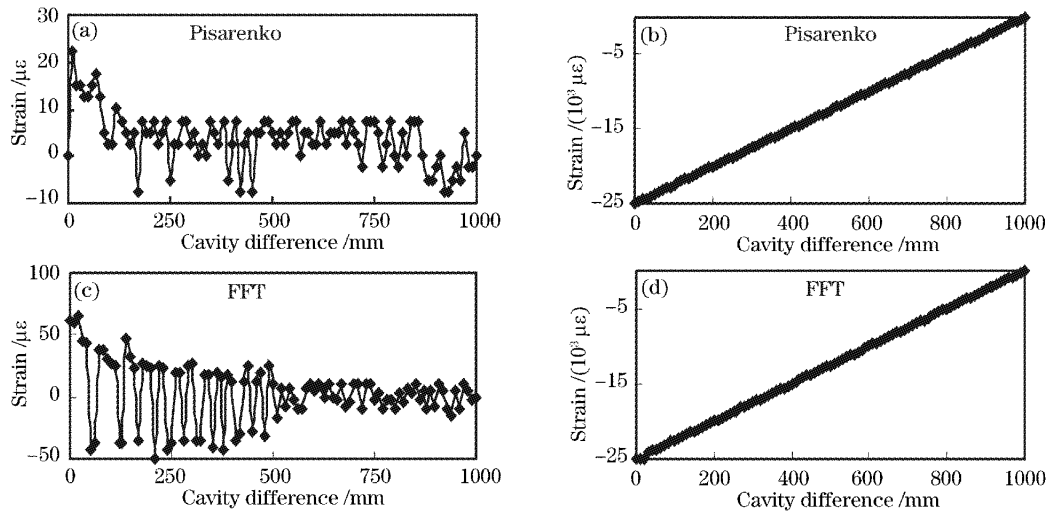 30
(a)
Pisarenko
20
10
0
−10
Strain /με
0
250
500
750
1000
Cavity difference /mm
(b)
Pisarenko
−5
−15
−25
Strain /(10³ με)
0
200
400
600
800
1000
Cavity difference /mm
100
(c)
FFT
50
0
−50
Strain /με
0
250
500
750
1000
Cavity difference /mm
(d)
FFT
−5
−15
−25
Strain /(10³ με)
0
200
400
600
800
1000
Cavity difference /mm